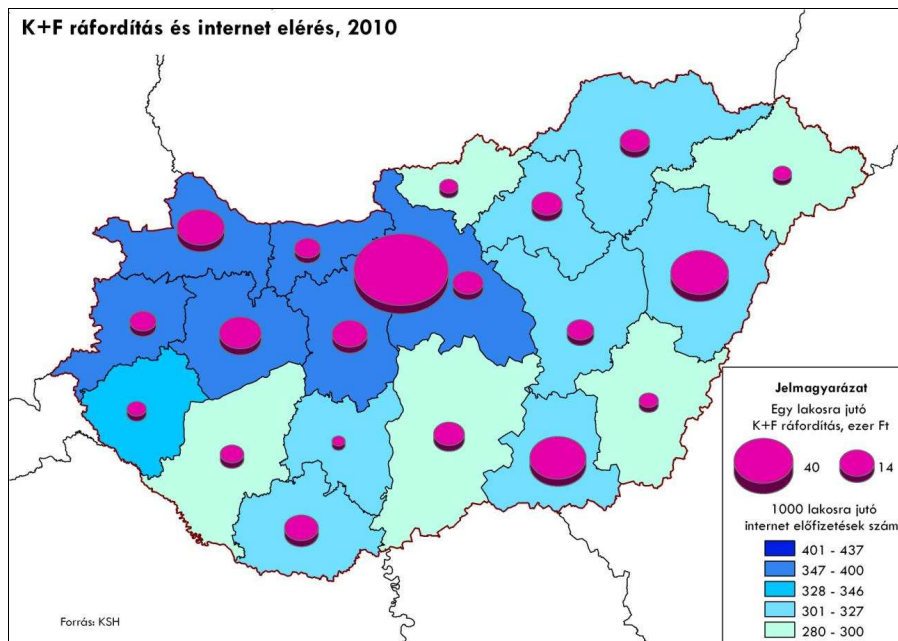 K+F ráfordítás és internet elérés, 2010
Jelmagyarázat
Egy lakosra jutó
K+F ráfordítás, ezer Ft
40 14
1000 lakosra jutó
internet előfizetések szám
401 - 437
347 - 400
328 - 346
301 - 327
280 - 300
Forrás: KSH